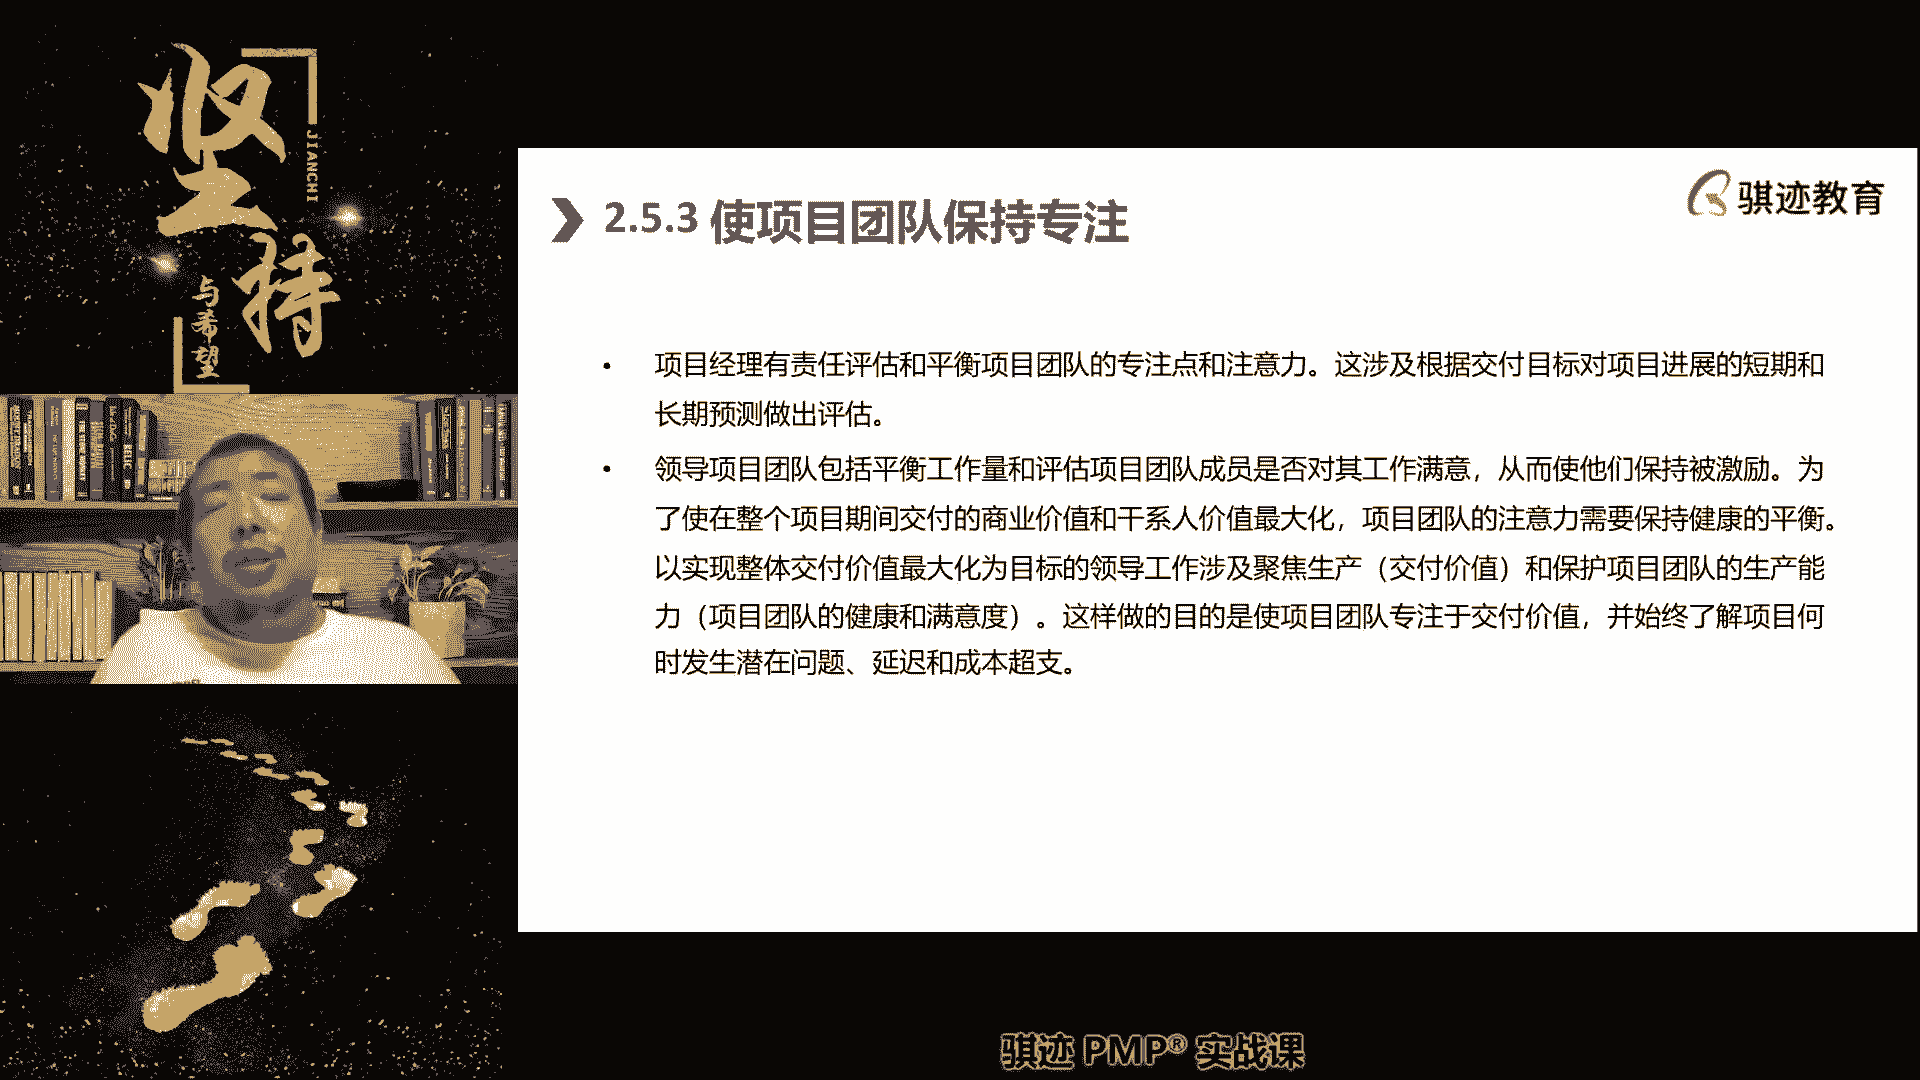 坚持
JIANCHI
与希望
骐迹教育
2.5.3 使项目团队保持专注
• 项目经理有责任评估和平衡项目团队的专注点和注意力。这涉及根据交付目标对项目进展的短期和
长期预测做出评估。
• 领导项目团队包括平衡工作量和评估项目团队成员是否对其工作满意，从而使他们保持被激励。为
了使在整个项目期间交付的商业价值和干系人价值最大化，项目团队的注意力需要保持健康的平衡。
以实现整体交付价值最大化为目标的领导工作涉及聚焦生产（交付价值）和保护项目团队的生产能
力（项目团队的健康和满意度）。这样做的目的是使项目团队专注于交付价值，并始终了解项目何
时发生潜在问题、延迟和成本超支。
骐迹 PMP® 实战课